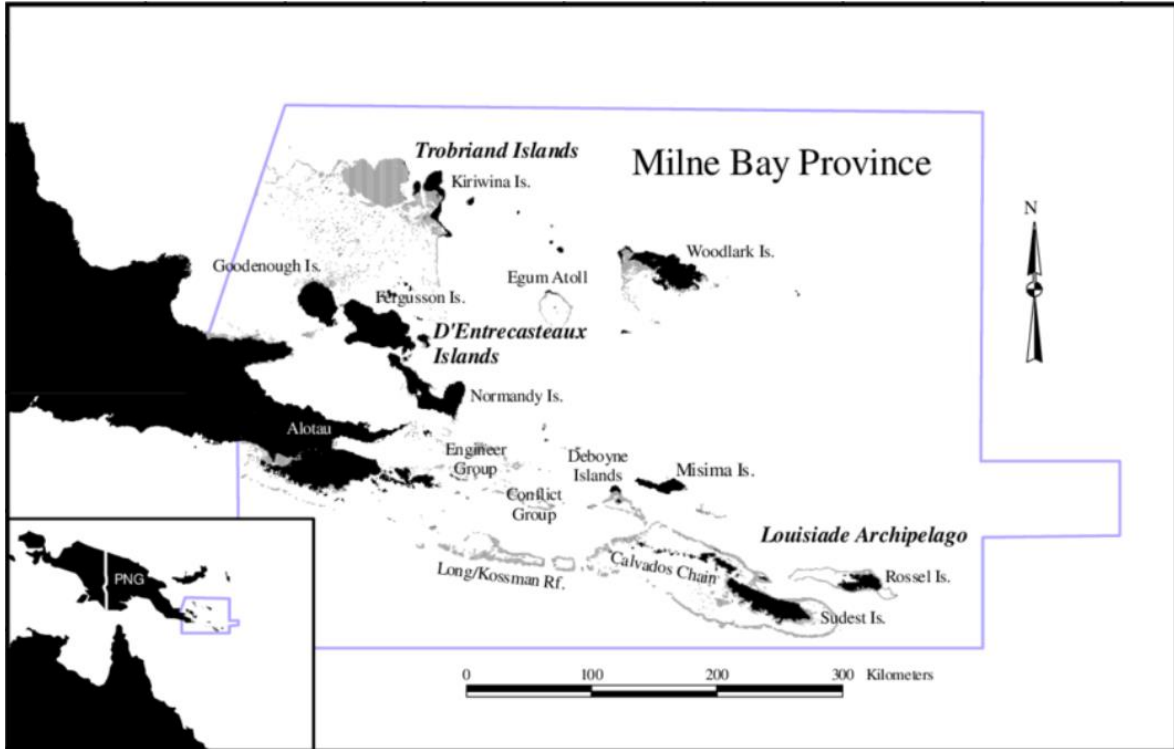 Milne Bay Province
Trobriand Islands
Kiriwina Is.
N
Woodlark Is.
Goodenough Is.
Egum Atoll
Fergusson Is.
D'Entrecasteaux
Islands
Normandy Is.
Alotau
Engineer
Group
Deboyne
Islands
Misima Is.
Conflict
Group
Louisiade Archipelago
Calvados Chain
Long/Kossman Rf.
Rossel Is.
PNG
Sudest Is.
0 100 200 300 Kilometers